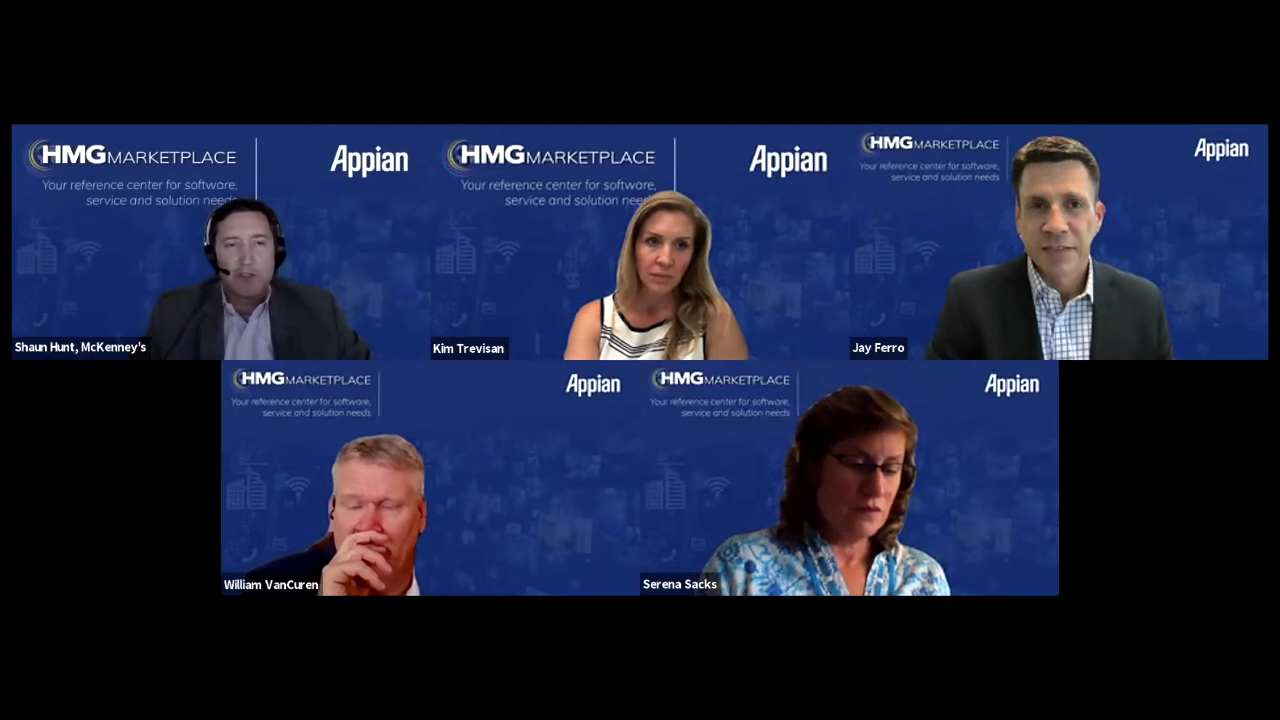 HMG MARKETPLACE
Your reference center for software,
service and solution needs
Appian
Shaun Hunt, McKenney's
HMG MARKETPLACE
Your reference center for software,
service and solution need
Appian
Kim Trevisan
HMG MARKETPLACE
Your reference center for software,
service and solution needs
Appian
Jay Ferro
HMG MARKETPLACE
Your reference center for software,
service and solution needs
Appian
William VanCuren
HMG MARKETPLACE
Your reference center for software,
service and solution needs
Appian
Serena Sacks